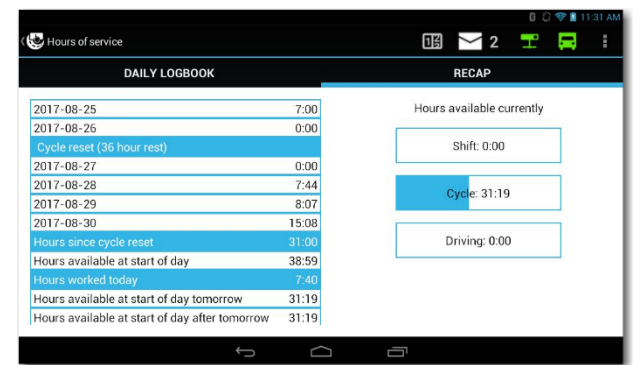 11:31 AM
Hours of service
2
DAILY LOGBOOK
RECAP
2017-08-25 7:00
2017-08-26 0:00
Cycle reset (36 hour rest)
2017-08-27 0:00
2017-08-28 7:44
2017-08-29 8:07
2017-08-30 15:08
Hours since cycle reset 31:00
Hours available at start of day 38:59
Hours worked today 7:40
Hours available at start of day tomorrow 31:19
Hours available at start of day after tomorrow 31:19
Hours available currently
Shift: 0:00
Cycle: 31:19
Driving: 0:00